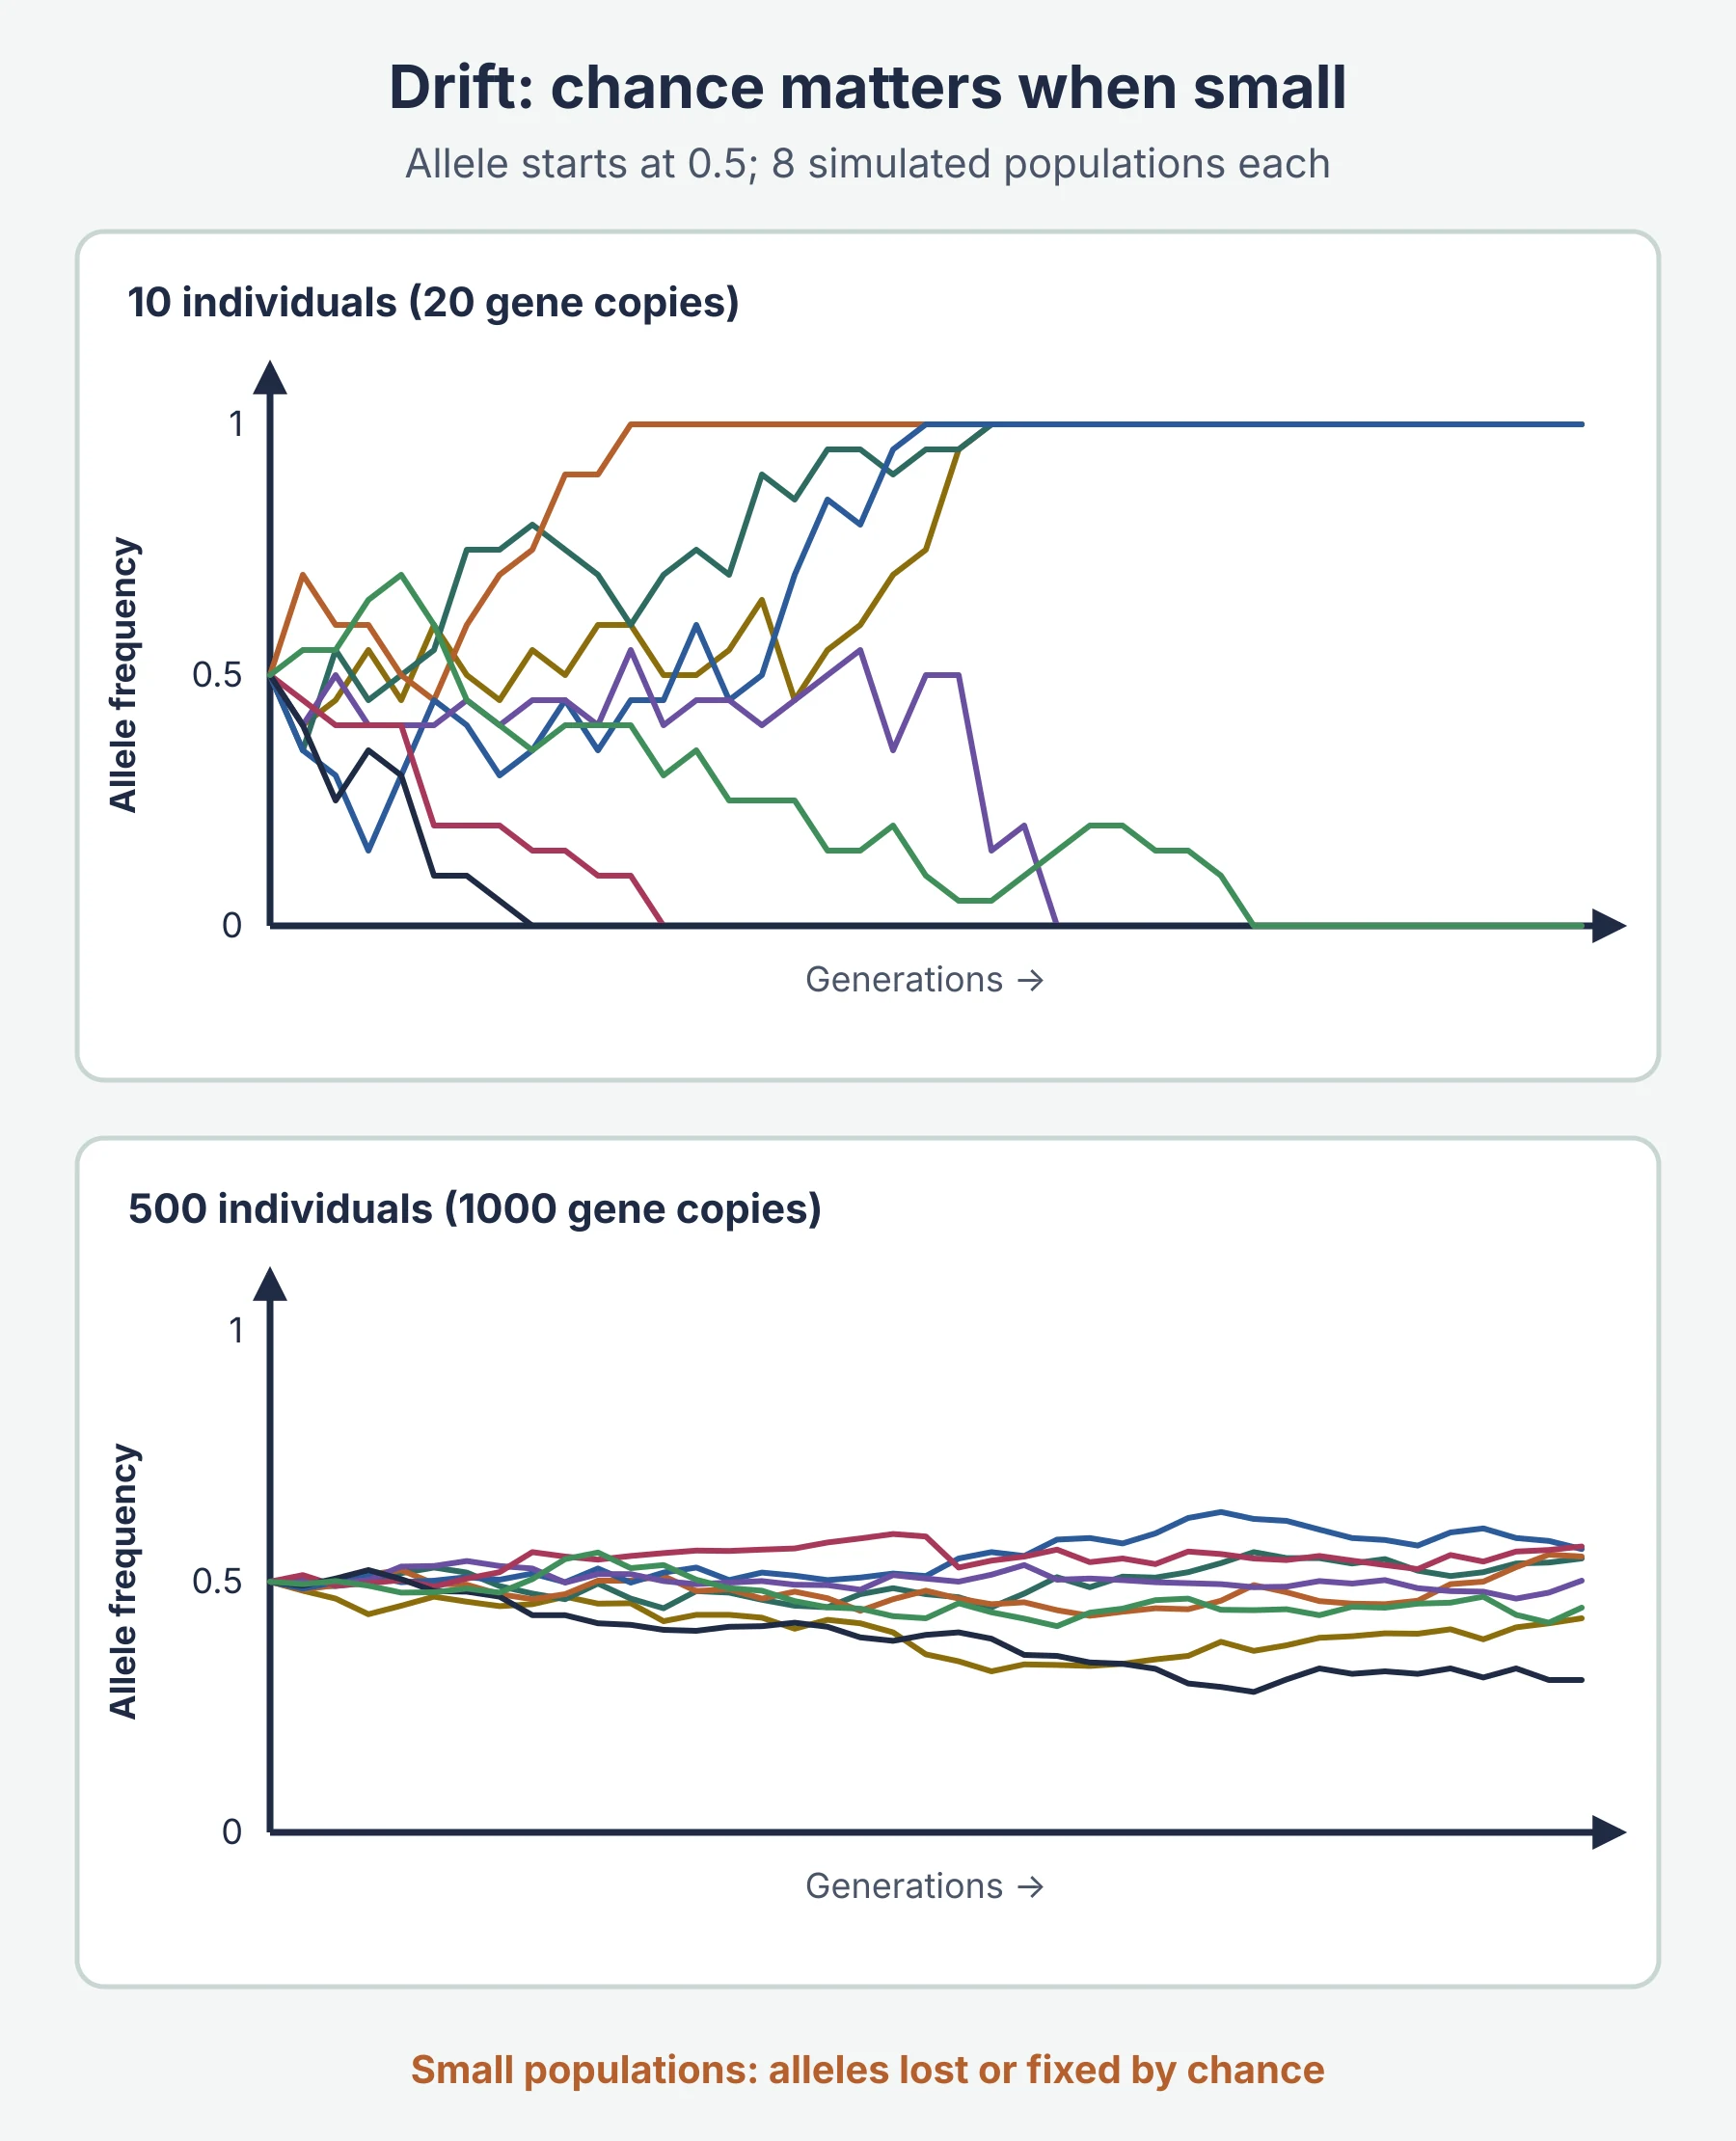 Drift: chance matters when small
Allele starts at 0.5; 8 simulated populations each
10 individuals (20 gene copies)
1
0.5
0
Allele frequency
Generations →
500 individuals (1000 gene copies)
1
0.5
0
Allele frequency
Generations →
Small populations: alleles lost or fixed by chance